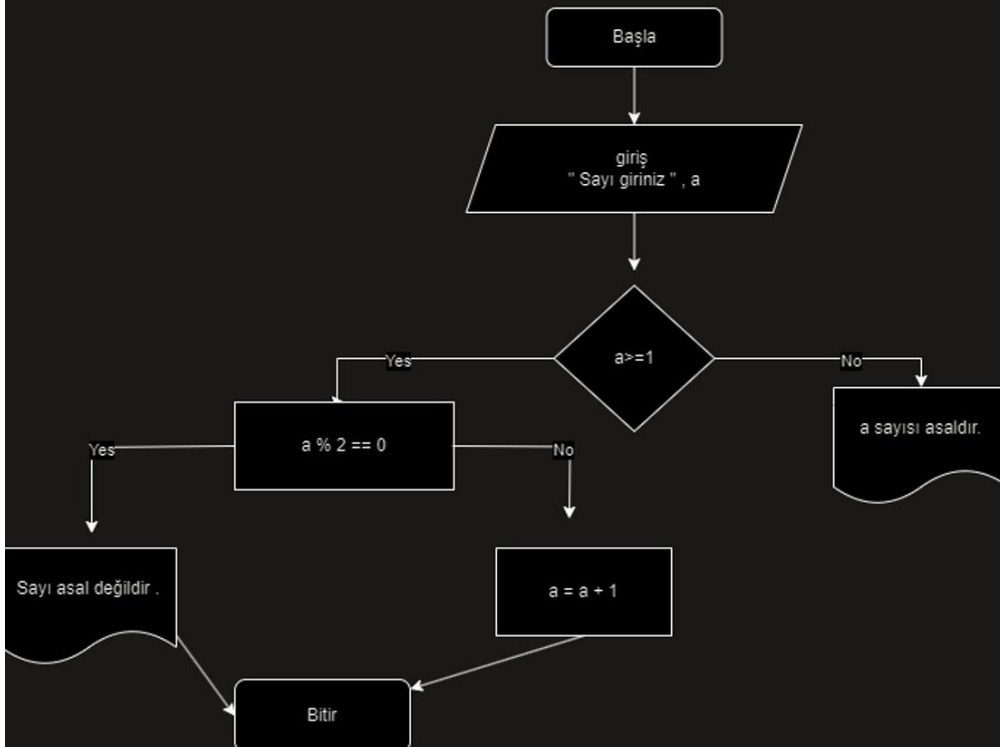 Başla
giriş
" Sayı giriniz " , a
a>=1
Yes
No
a sayısı asaldır.
a % 2 == 0
Yes
No
Sayı asal değildir .
a = a + 1
Bitir